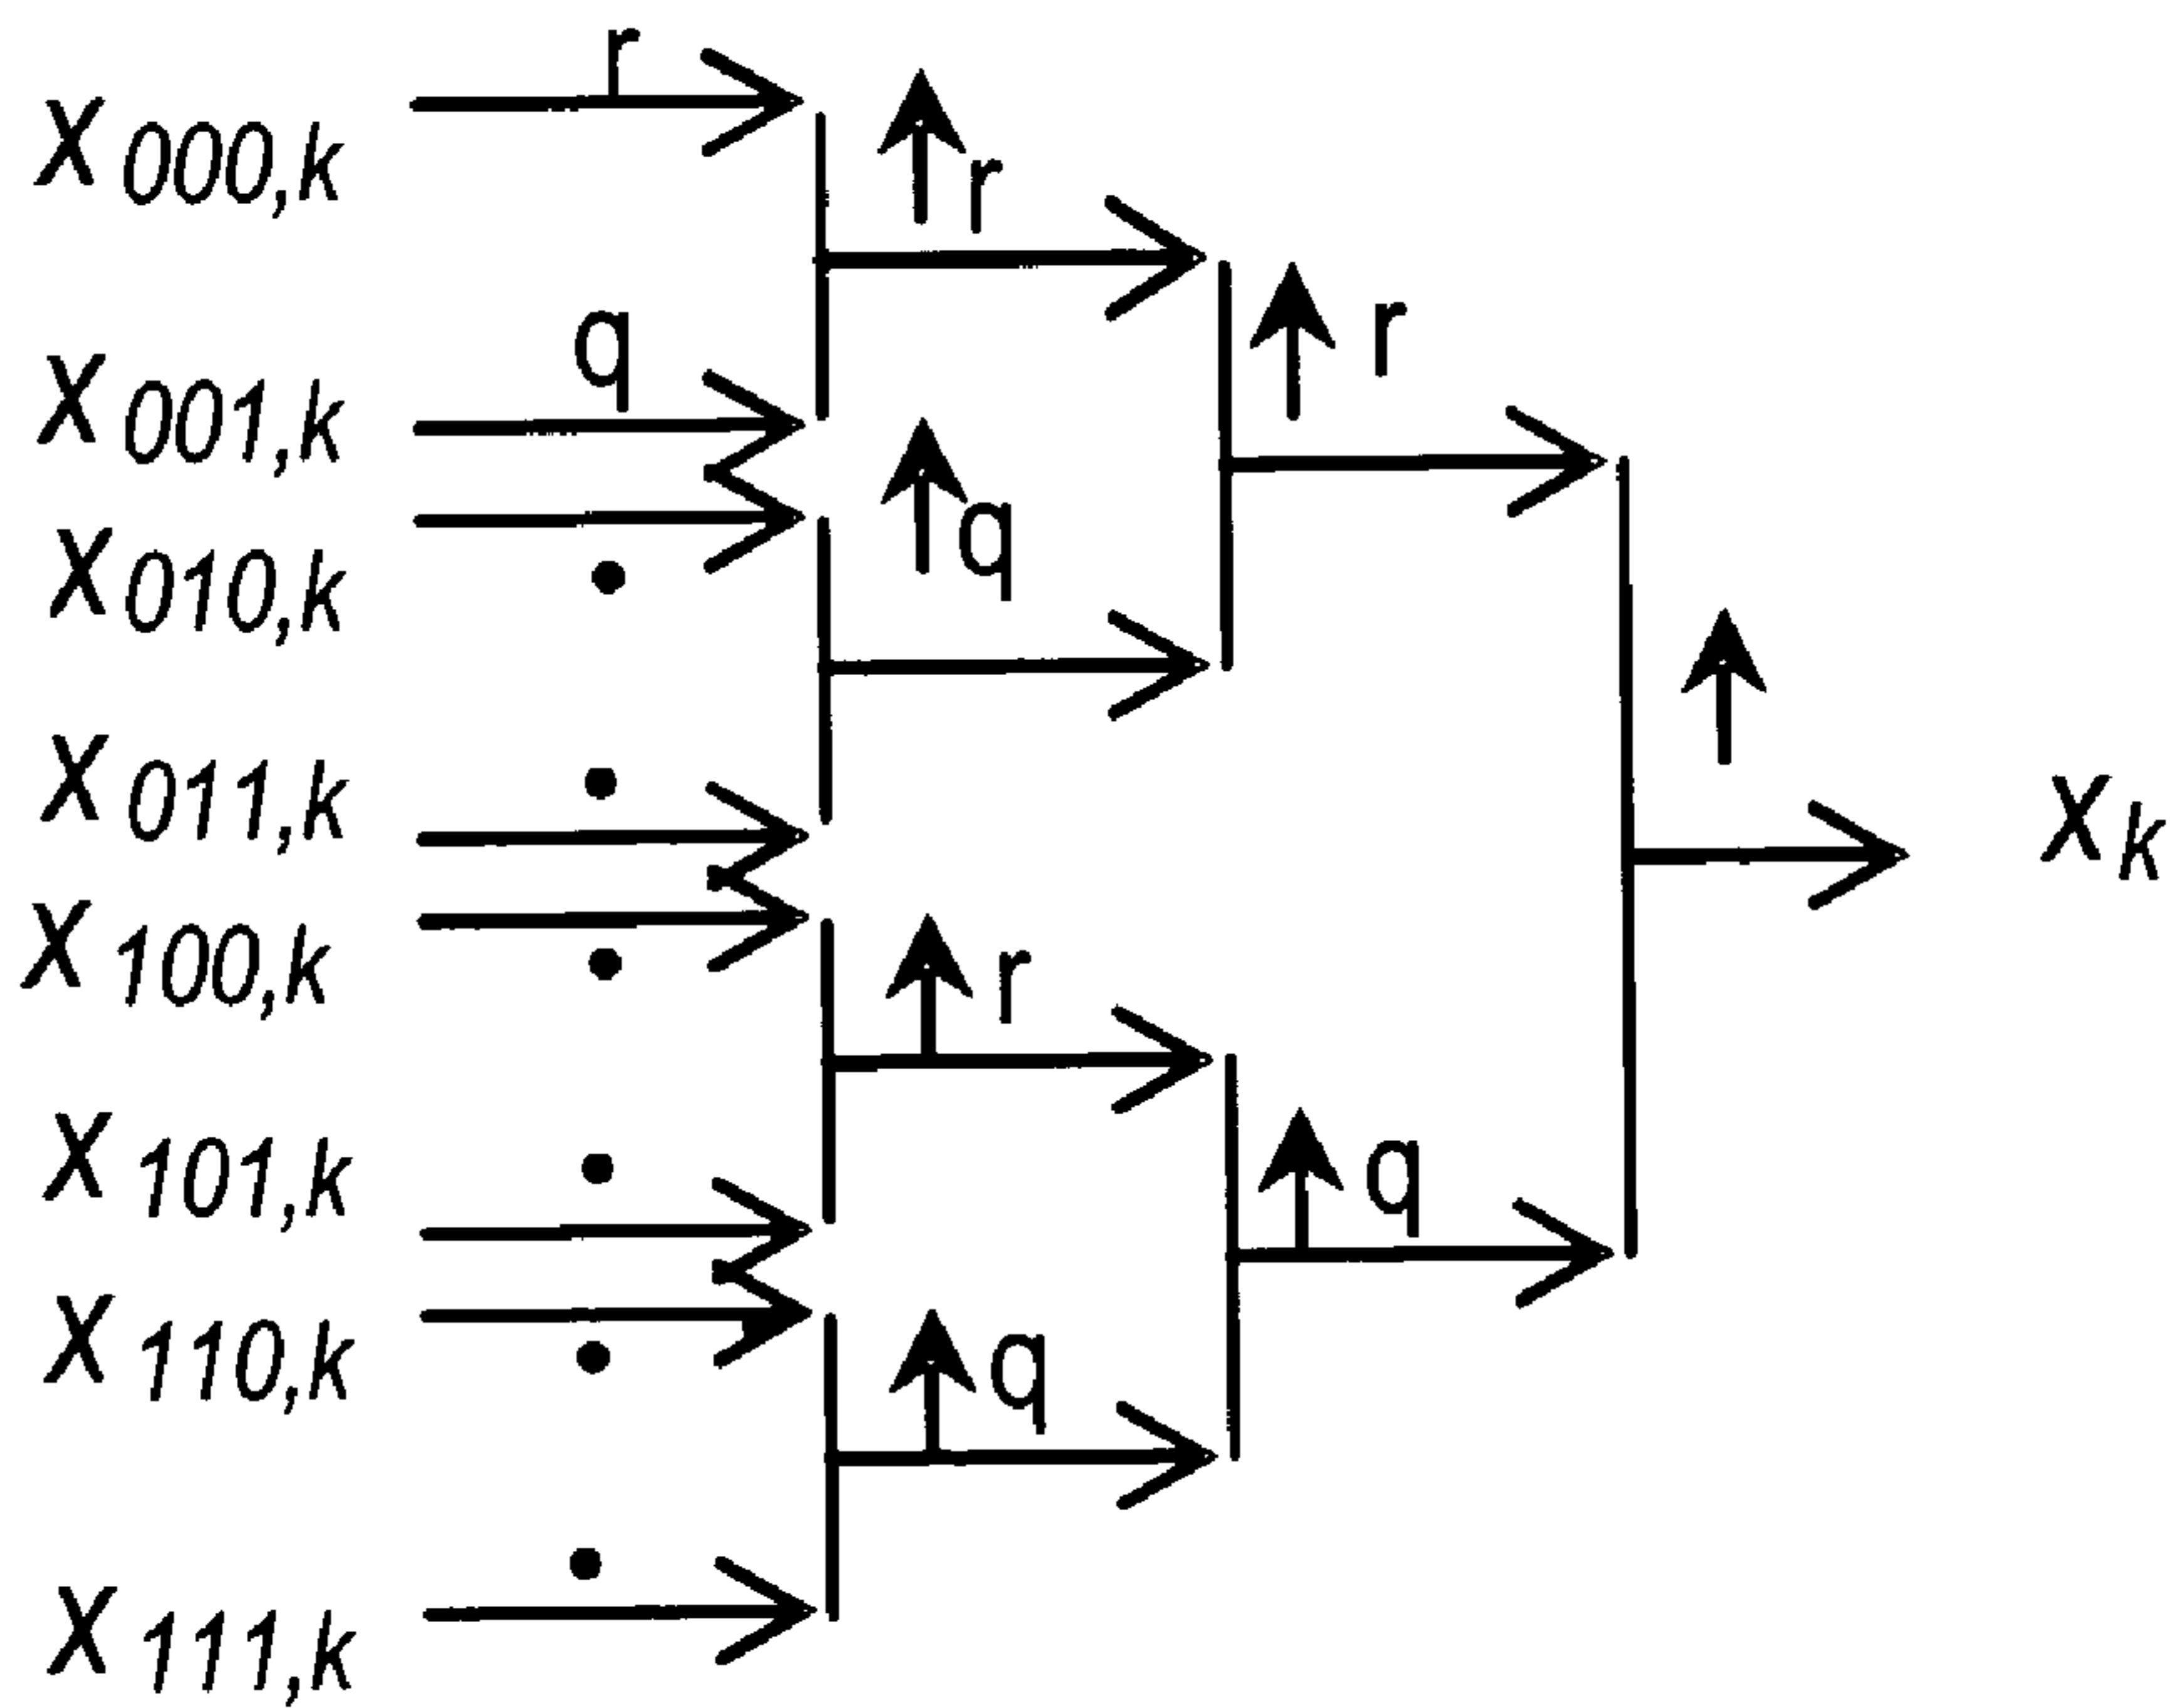 r
X000,k
r
r
q
X001,k
q
X010,k
X011,k
Xk
X100,k
r
X101,k
q
X110,k
q
X111,k